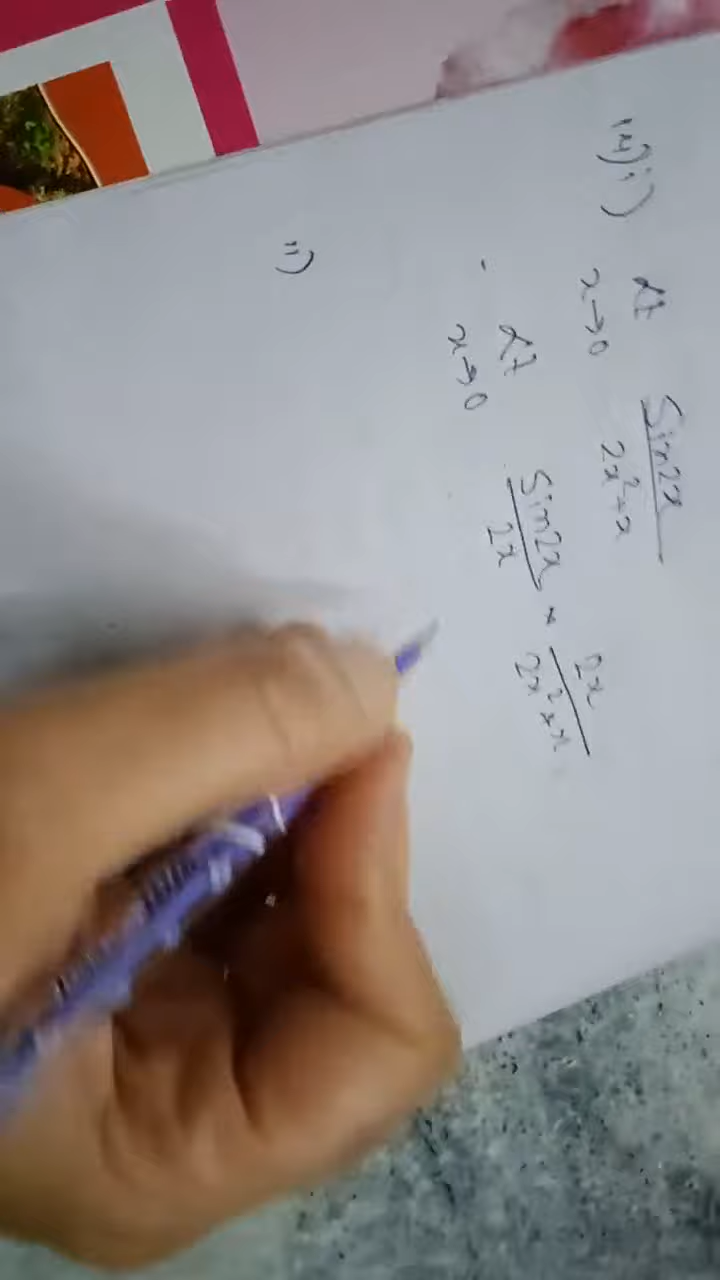 14) i) Lt x→0 Sin2x / 2x² + x
Lt x→0 Sin2x / 2x × 2x / 2x² + x
ii)